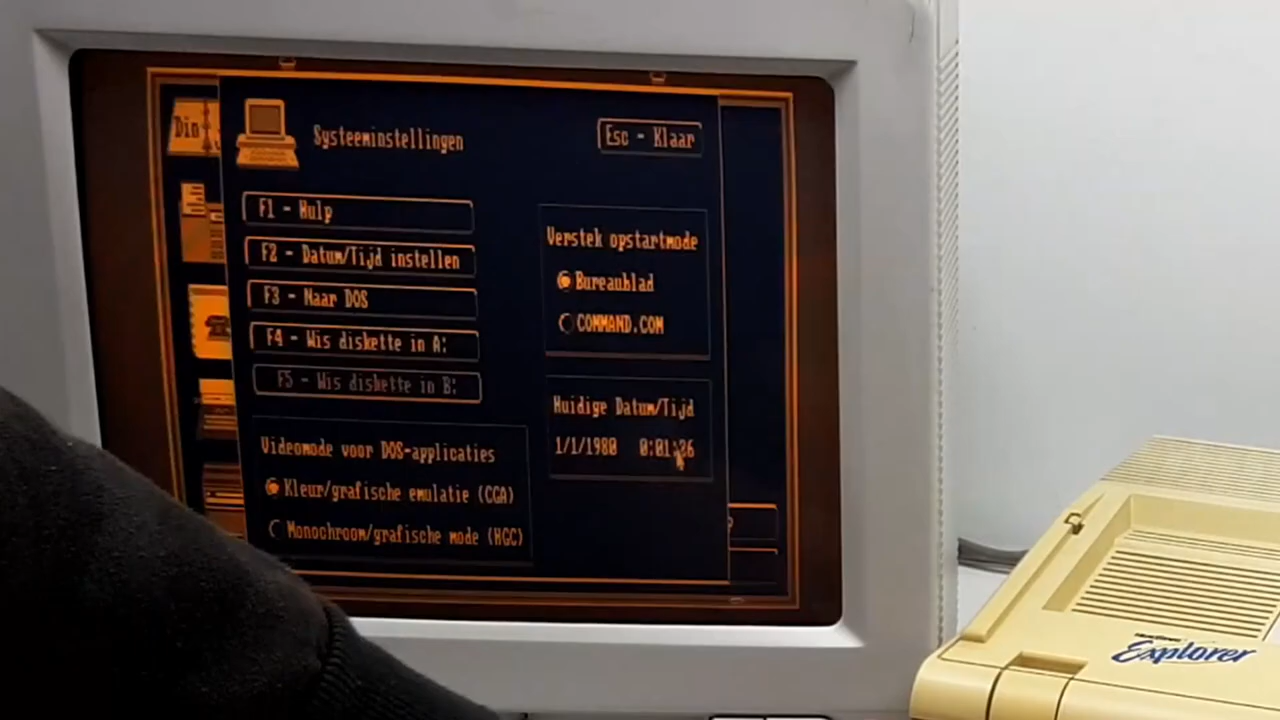 Din
Systeeminstellingen
Esc - Klaar
F1 - Hulp
F2 - Datum/Tijd instellen
F3 - Naar DOS
F4 - Wis diskette in A:
F5 - Wis diskette in B:
Verstek opstartmode
Bureaublad
COMMAND.COM
Huidige Datum/Tijd
1/1/1980 0:01:36
Videomode voor DOS-applicaties
Kleur/grafische emulatie (CGA)
Monochroom/grafische mode (HGC)
Explorer